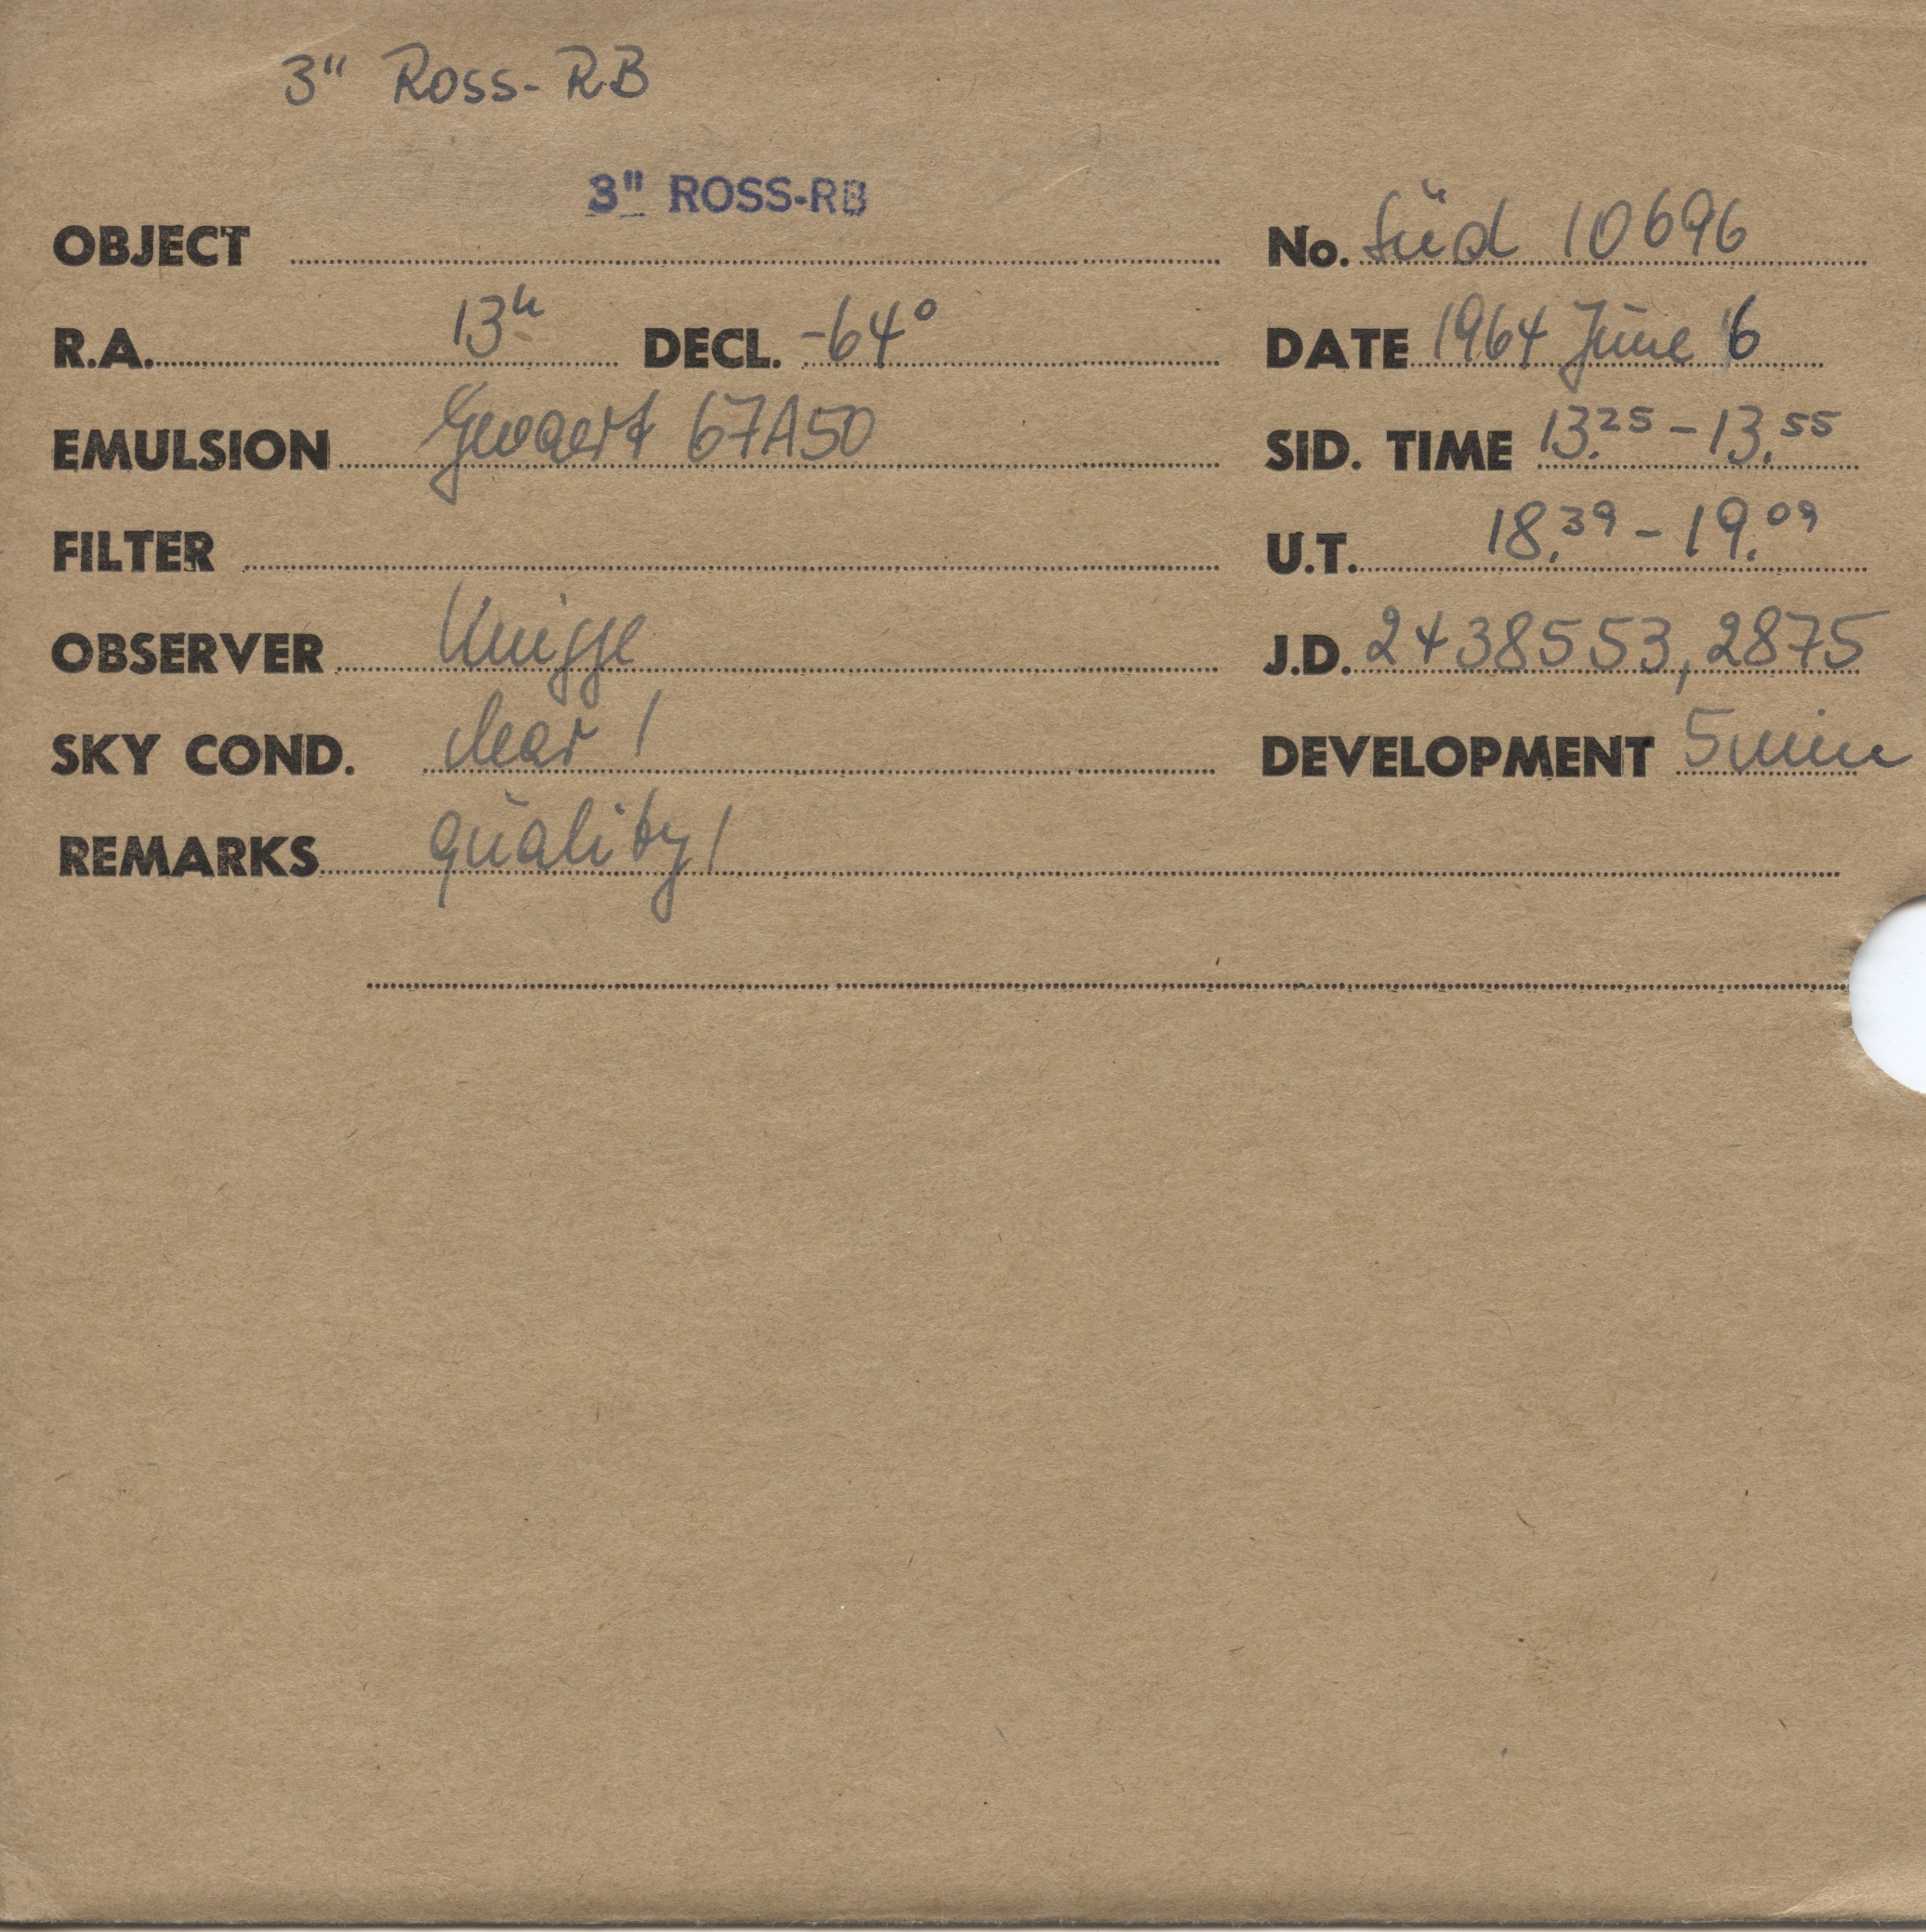 3" Ross-RB
3" ROSS-RB
OBJECT No. Süd 10696
R.A. 13h DECL. -64° DATE 1964 June 6
EMULSION Gevaert 67A50 SID. TIME 13.25 - 13.55
FILTER U.T. 18.39 - 19.09
OBSERVER Knigge J.D. 2438553,2875
SKY COND. clear 1 DEVELOPMENT 5 min
REMARKS quality 1